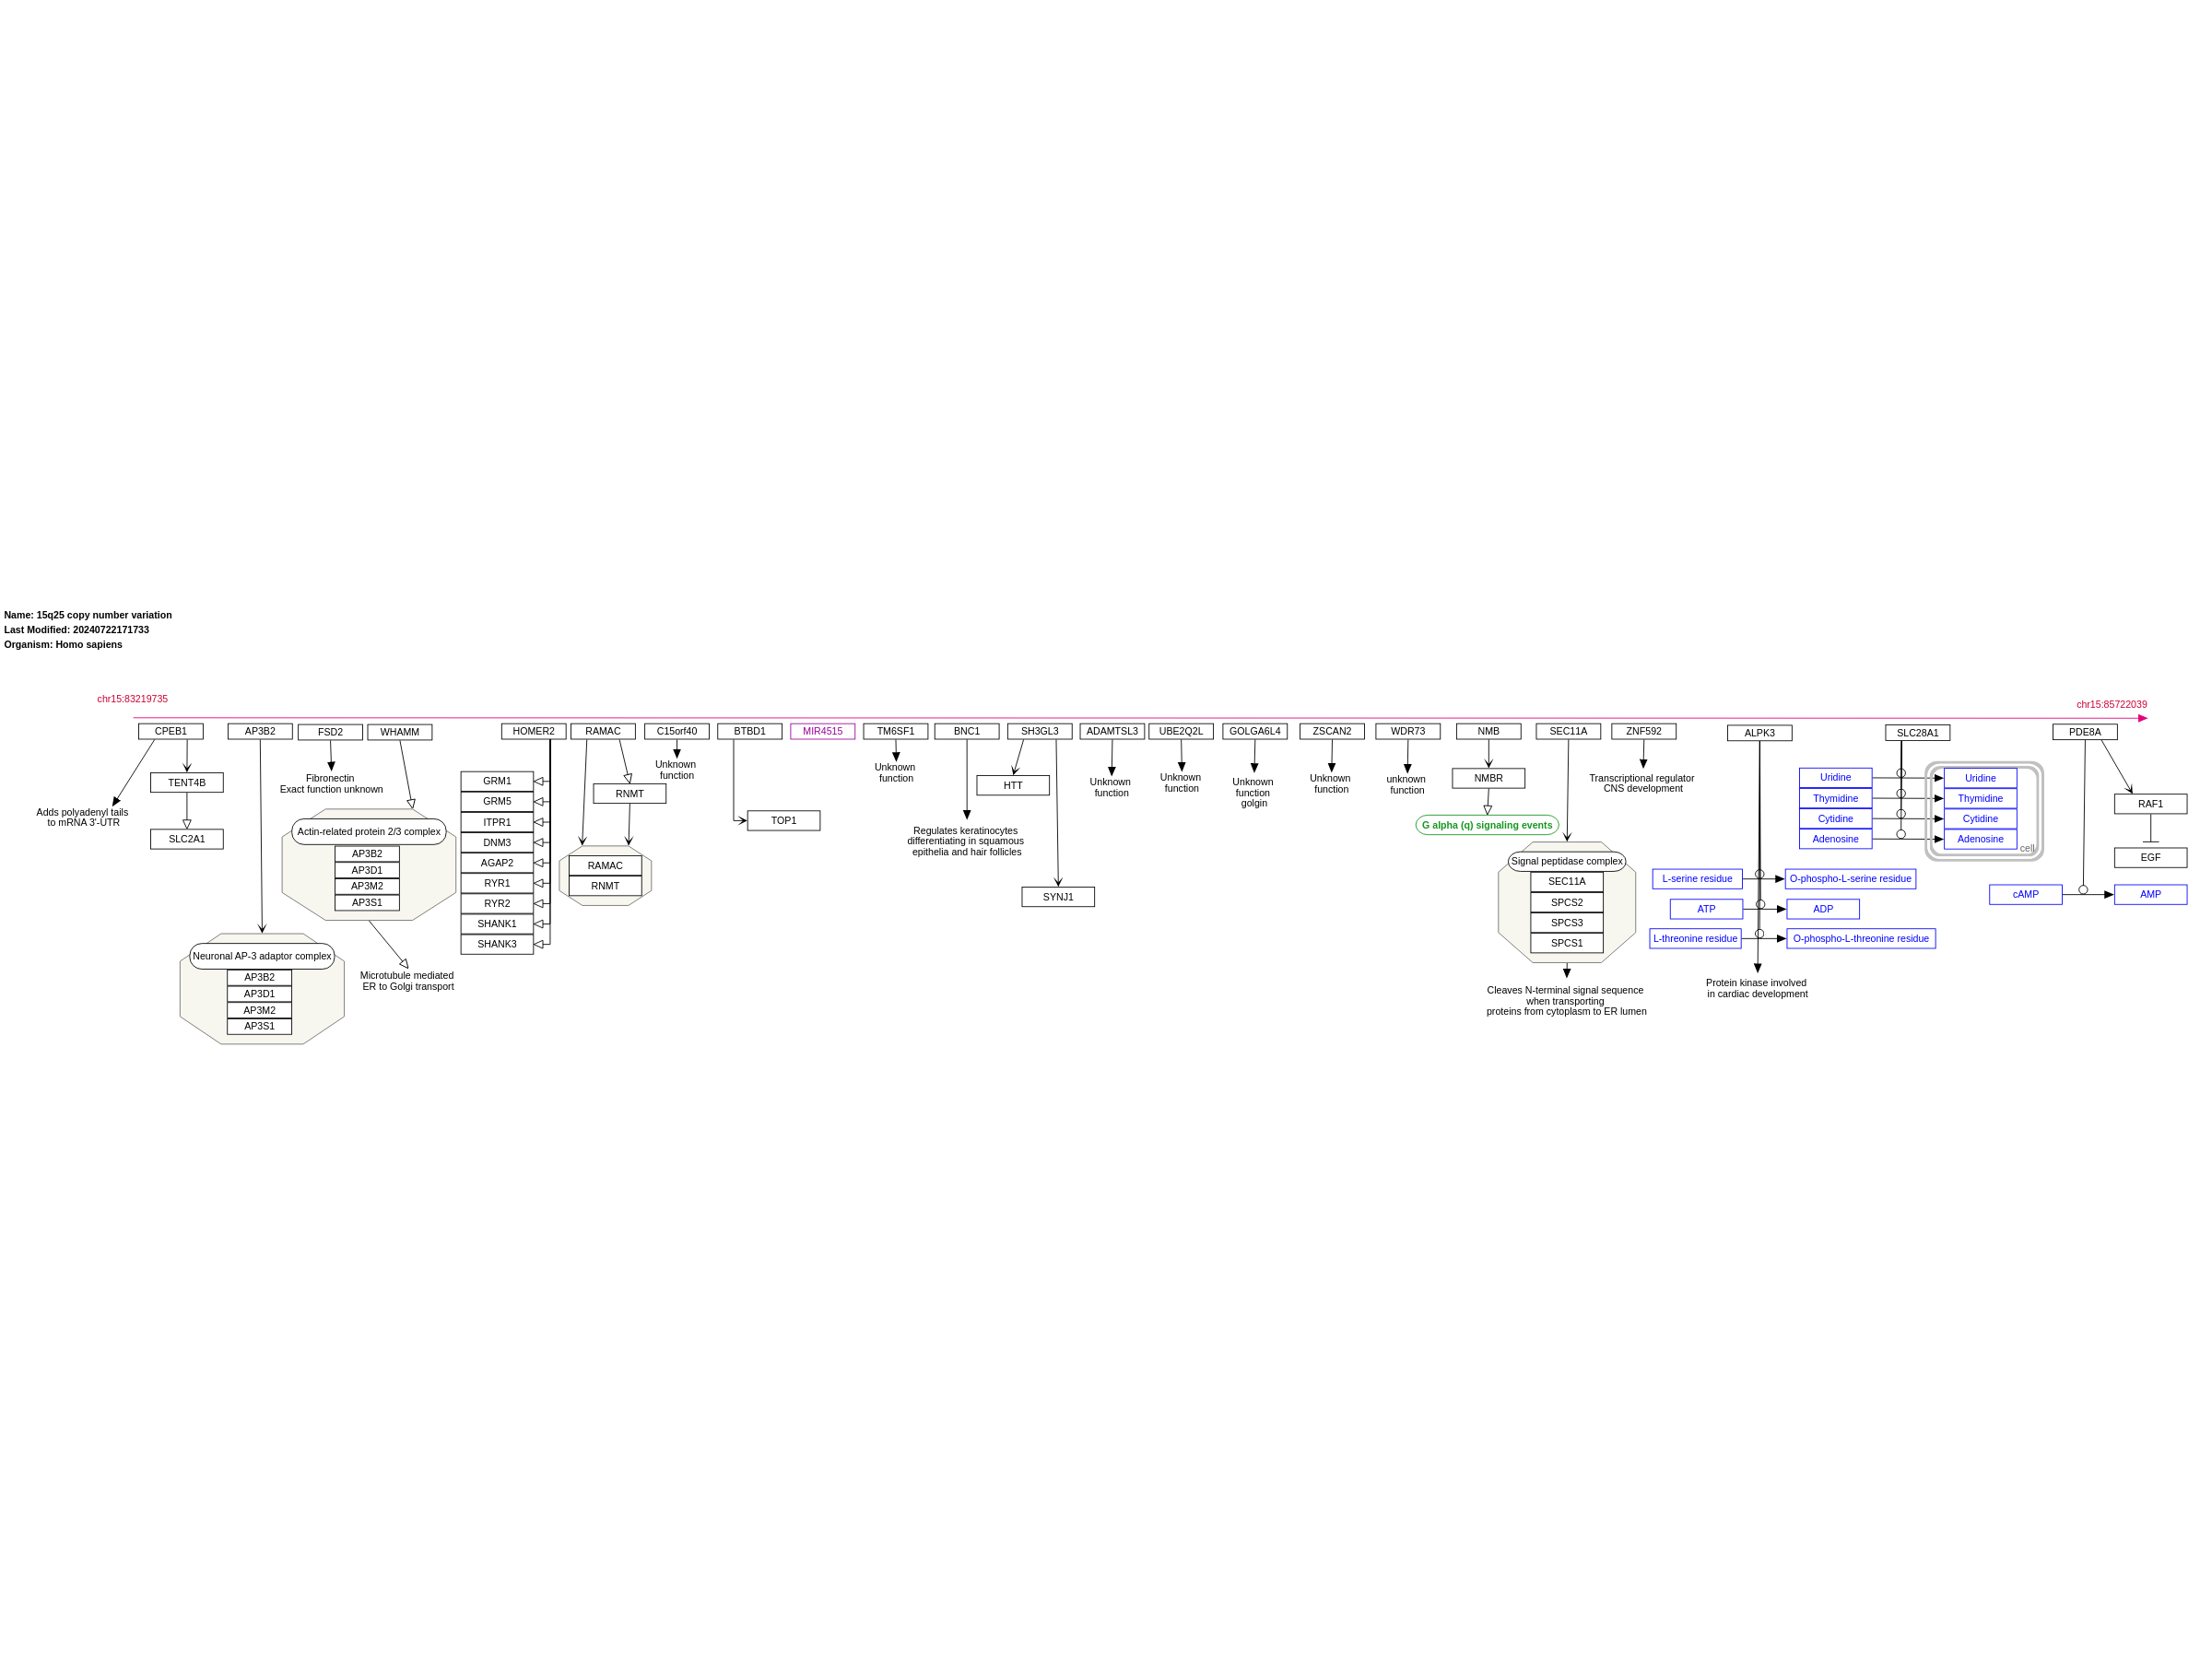 Name: 15q25 copy number variation
Last Modified: 20240722171733
Organism: Homo sapiens
chr15:83219735
chr15:85722039
CPEB1
AP3B2
FSD2
WHAMM
HOMER2
RAMAC
C15orf40
BTBD1
MIR4515
TM6SF1
BNC1
SH3GL3
ADAMTSL3
UBE2Q2L
GOLGA6L4
ZSCAN2
WDR73
NMB
SEC11A
ZNF592
ALPK3
SLC28A1
PDE8A
Adds polyadenyl tails
to mRNA 3'-UTR
TENT4B
SLC2A1
Fibronectin
Exact function unknown
Actin-related protein 2/3 complex
AP3B2
AP3D1
AP3M2
AP3S1
Microtubule mediated
ER to Golgi transport
Neuronal AP-3 adaptor complex
AP3B2
AP3D1
AP3M2
AP3S1
GRM1
GRM5
ITPR1
DNM3
AGAP2
RYR1
RYR2
SHANK1
SHANK3
RNMT
RAMAC
RNMT
Unknown
function
TOP1
Unknown
function
Regulates keratinocytes
differentiating in squamous
epithelia and hair follicles
HTT
SYNJ1
Unknown
function
Unknown
function
Unknown
function
golgin
Unknown
function
unknown
function
NMBR
G alpha (q) signaling events
Signal peptidase complex
SEC11A
SPCS2
SPCS3
SPCS1
Cleaves N-terminal signal sequence
when transporting
proteins from cytoplasm to ER lumen
Transcriptional regulator
CNS development
L-serine residue
O-phospho-L-serine residue
ATP
ADP
L-threonine residue
O-phospho-L-threonine residue
Protein kinase involved
in cardiac development
Uridine
Thymidine
Cytidine
Adenosine
Uridine
Thymidine
Cytidine
Adenosine
cell
RAF1
EGF
cAMP
AMP